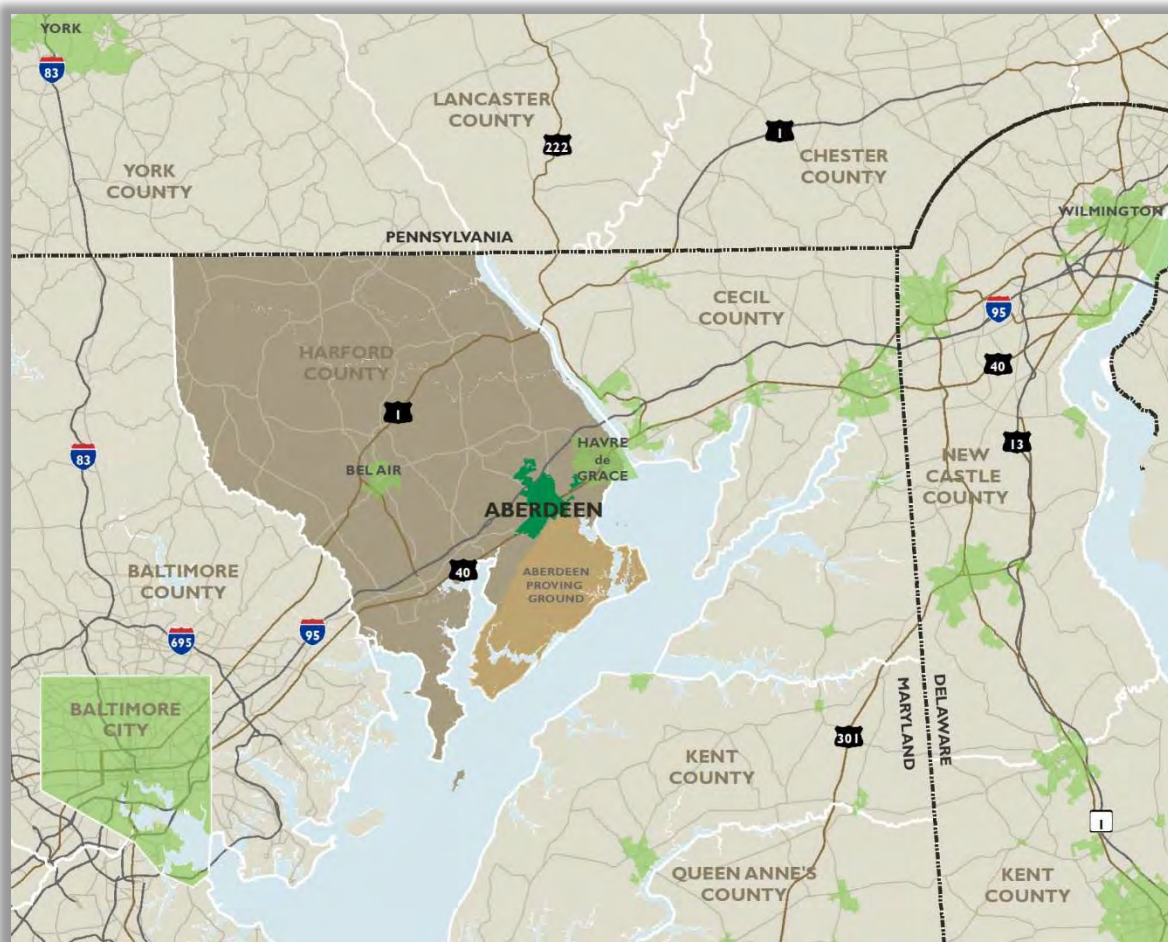 YORK
83
LANCASTER
COUNTY
222
1
CHESTER
COUNTY
YORK
COUNTY
WILMINGTON
PENNSYLVANIA
CECIL
COUNTY
95
HARFORD
COUNTY
40
1
83
HAVRE
de
GRACE
13
BEL AIR
NEW
CASTLE
COUNTY
ABERDEEN
BALTIMORE
COUNTY
40
ABERDEEN
PROVING
GROUND
695
95
BALTIMORE
CITY
MARYLAND
DELAWARE
301
KENT
COUNTY
1
QUEEN ANNE'S
COUNTY
KENT
COUNTY